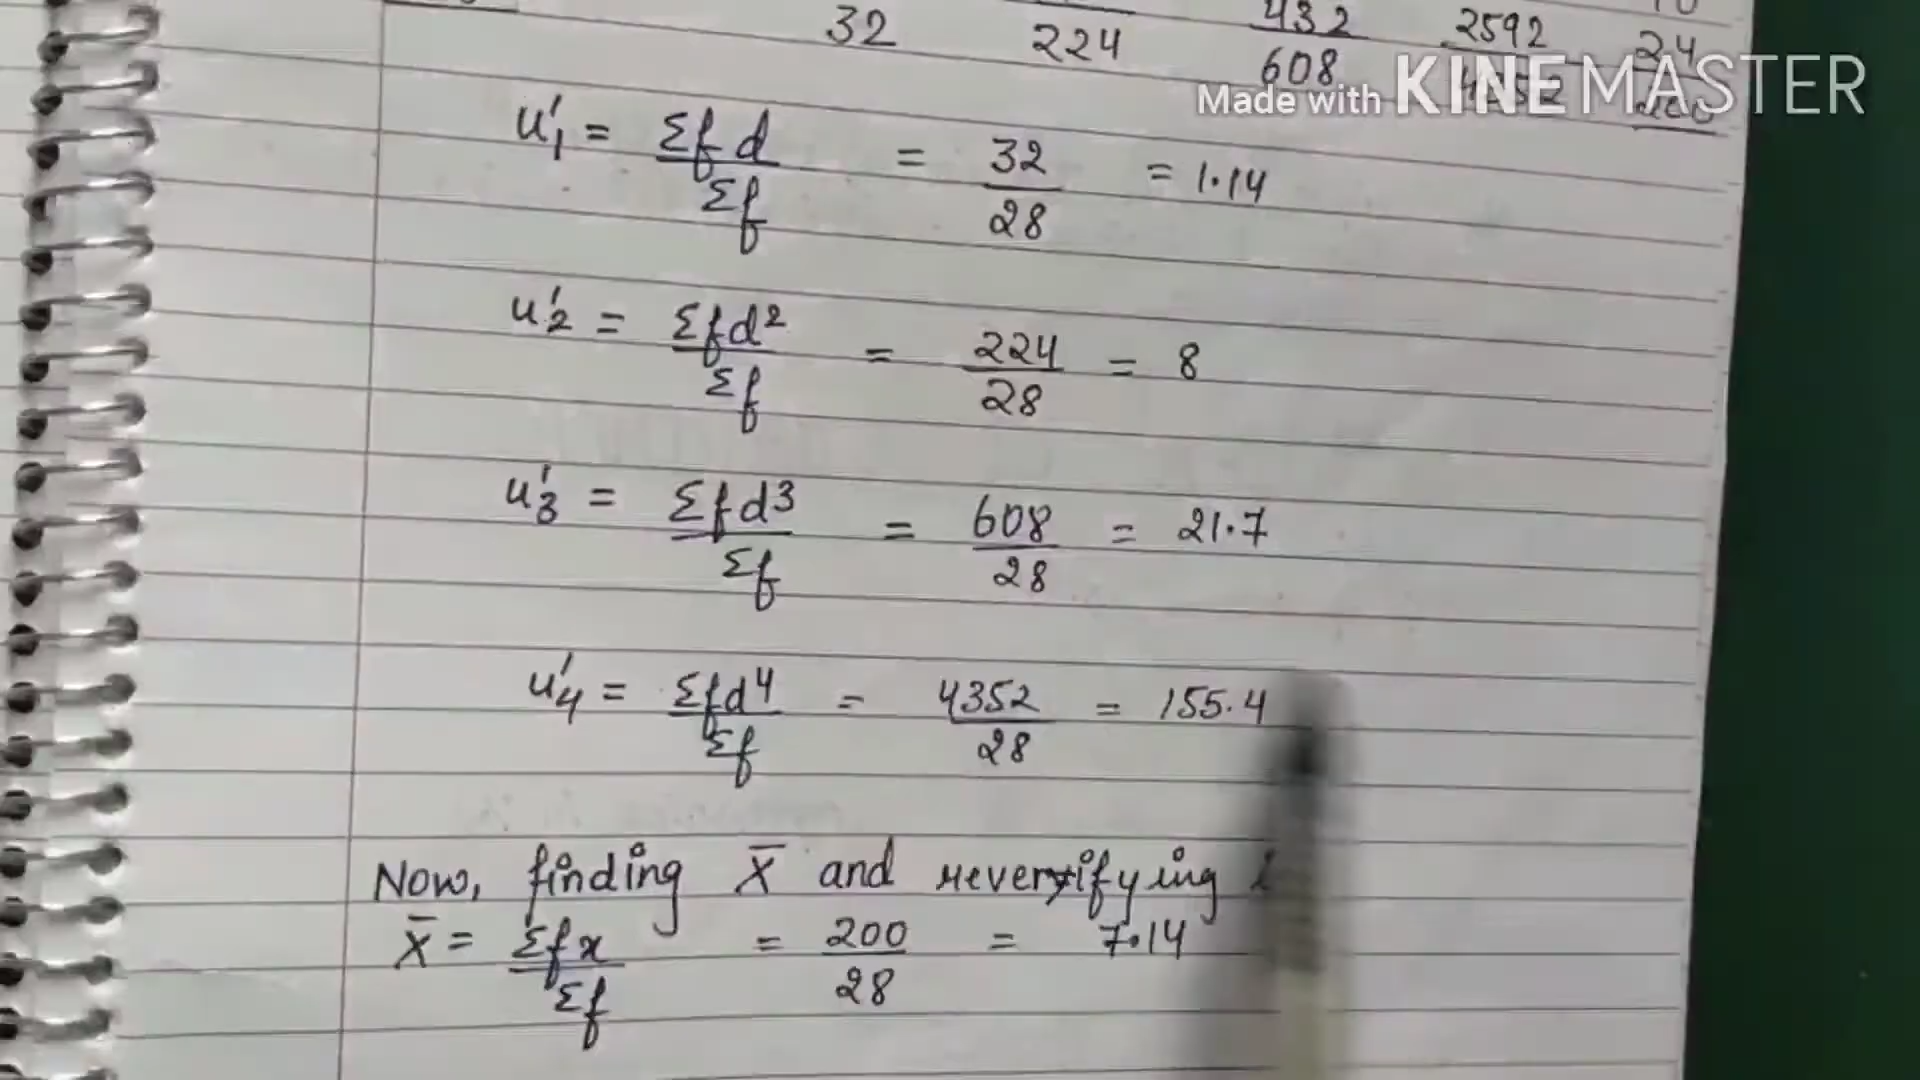 32 224 432 2592 24
608
Made with KINEMASTER
u'1 = Σfd / Σf = 32 / 28 = 1.14
u'2 = Σfd² / Σf = 224 / 28 = 8
u'3 = Σfd³ / Σf = 608 / 28 = 21.7
u'4 = Σfd⁴ / Σf = 4352 / 28 = 155.4
Now, finding X̄ and reverifying
X̄ = Σfx / Σf = 200 / 28 = 7.14